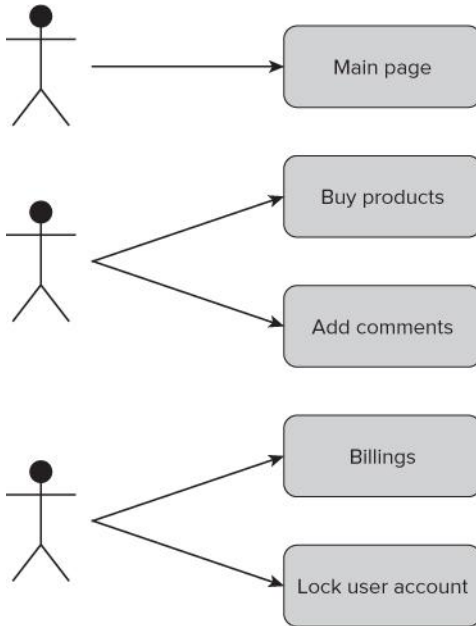 Main page
Buy products
Add comments
Billings
Lock user account